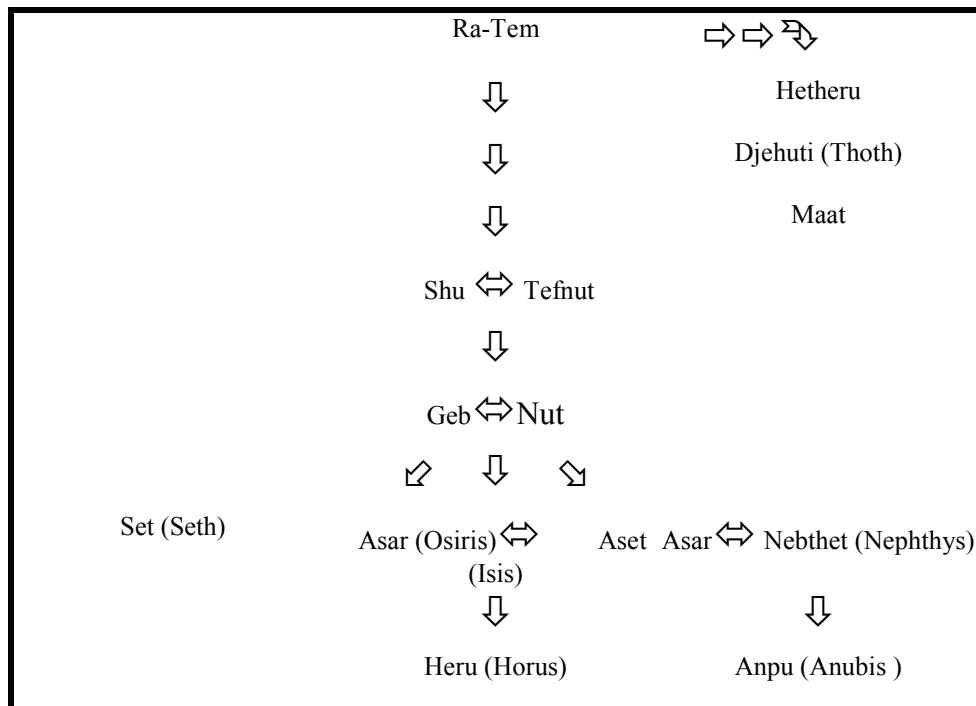 Ra-Tem
Hetheru
Djehuti (Thoth)
Maat
Shu Tefnut
Geb Nut
Set (Seth) Asar (Osiris) Aset Asar Nebthet (Nephthys)
(Isis)
Heru (Horus) Anpu (Anubis )